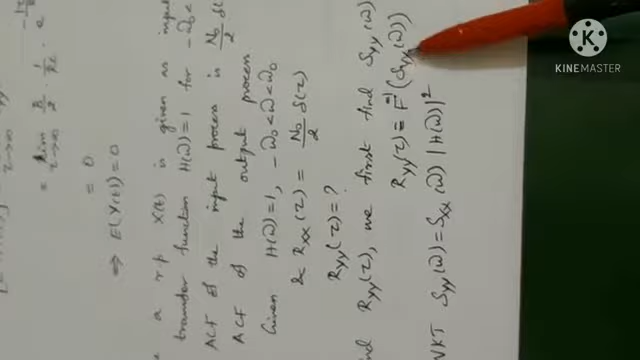 = lim h/2 · 1/
= 0
⇒ E(Y(t)) = 0
a r.p X(t) is given as input
transfer function H(ω) = 1 for -ω₀ <
ACF of the input process is N₀/2 δ(
ACF of the output process
Given H(ω) = 1, -ω₀ < ω < ω₀
& Rxx(τ) = N₀/2 δ(τ)
Ryy(τ) = ?
Ryy(τ), we first find Syy(ω)
Ryy(τ) = F⁻¹(Syy(ω))
WKT Syy(ω) = Sxx(ω) |H(ω)|²
K
KINEMASTER